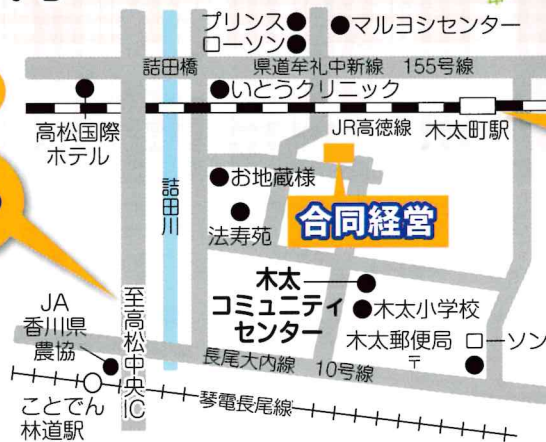 プリンス
ローソン
マルヨシセンター
詰田橋
県道牟礼中新線 155号線
いとうクリニック
高松国際
ホテル
JR高徳線
木太町駅
詰田川
お地蔵様
法寿苑
合同経営
木太
コミュニティ
センター
木太小学校
木太郵便局
〒
ローソン
JA
香川県
農協
至高松中央IC
長尾大内線 10号線
ことでん
林道駅
琴電長尾線